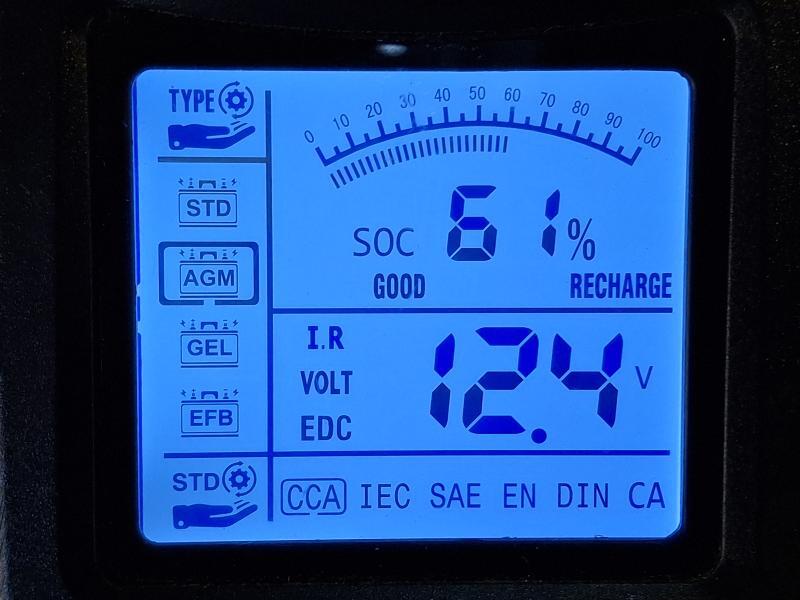 TYPE
0 10 20 30 40 50 60 70 80 90 100
STD
SOC 61 %
AGM
GOOD RECHARGE
GEL
I.R
VOLT 12.4 V
EFB
EDC
STD
CCA IEC SAE EN DIN CA